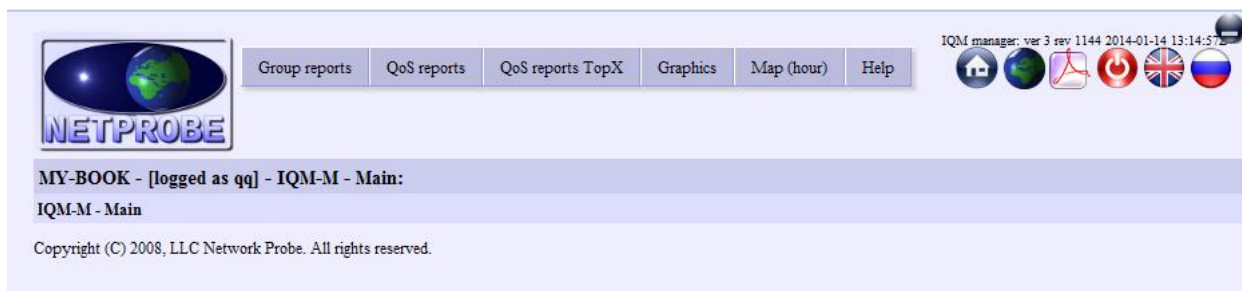 IQM manager: ver 3 rev 1144 2014-01-14 13:14:57Z
Group reports QoS reports QoS reports TopX Graphics Map (hour) Help
NETPROBE
MY-BOOK - [logged as qq] - IQM-M - Main:
IQM-M - Main
Copyright (C) 2008, LLC Network Probe. All rights reserved.